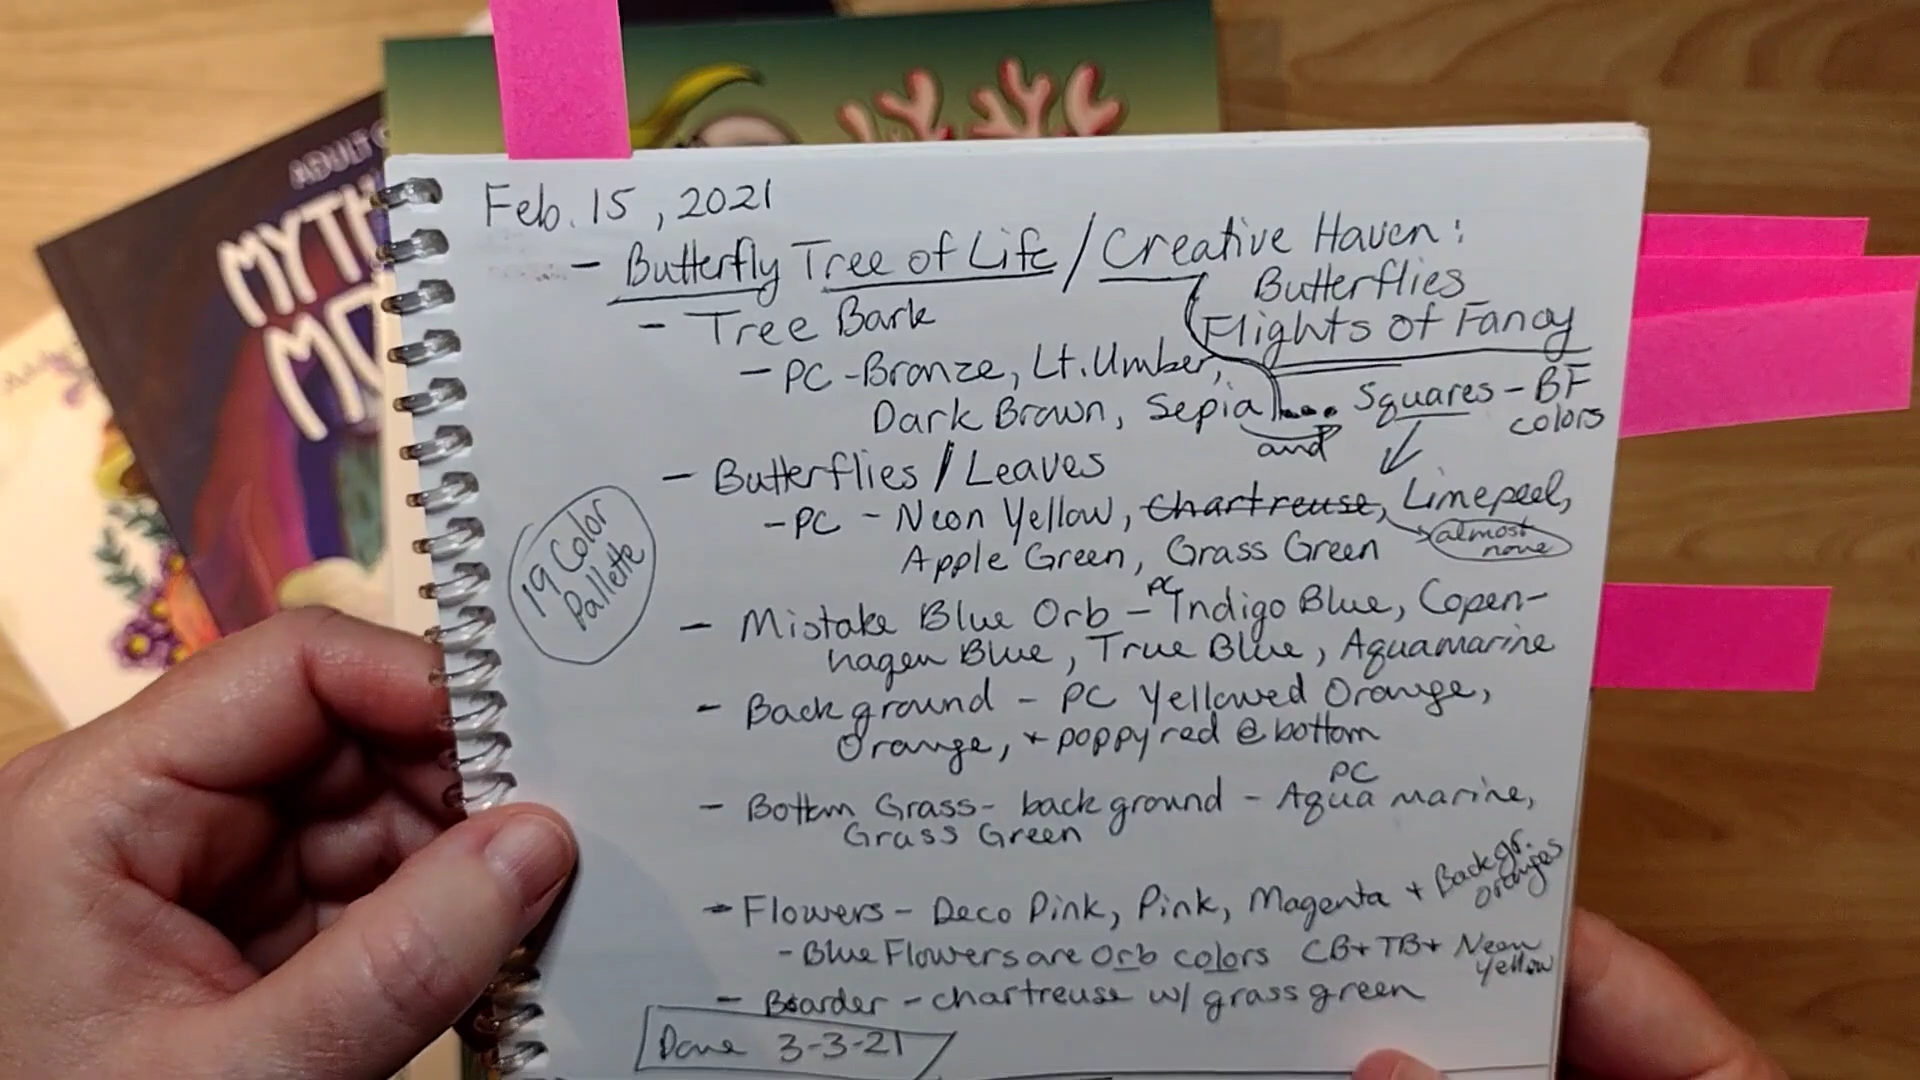 ADULT C
MYTH
MO
Feb. 15, 2021
- Butterfly Tree of Life / Creative Haven:
Butterflies
Flights of Fancy
- Tree Bark
- PC - Bronze, Lt. Umber,
Dark Brown, Sepia
and
Squares - BF
colors
- Butterflies / Leaves
- PC - Neon Yellow, Chartreuse, Limepeel,
almost
none
Apple Green, Grass Green
19 Color
Pallette
- Mistake Blue Orb - PC Indigo Blue, Copen-
hagen Blue, True Blue, Aquamarine
- Background - PC Yellowed Orange,
Orange, + poppy red @ bottom
- Bottom Grass - background - PC Aqua marine,
Grass Green
- Flowers - Deco Pink, Pink, Magenta + Backgr.
oranges
- Blue Flowers are Orb colors CB + TB + Neon
Yellow
- Boarder - chartreuse w/ grass green
Done 3-3-21